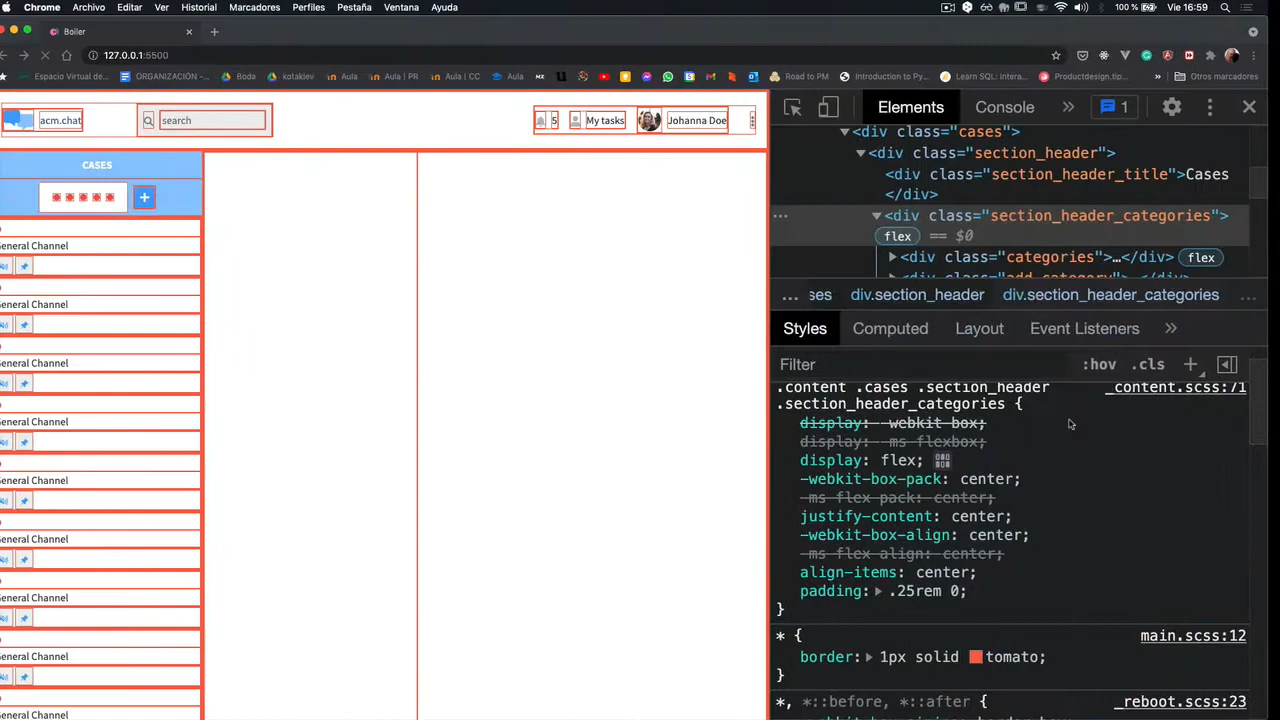 Chrome Archivo Editar Ver Historial Marcadores Perfiles Pestaña Ventana Ayuda 100 % Vie 16:59
Boiler
127.0.0.1:5500
Espacio Virtual de... ORGANIZACIÓN -... Boda kotakiev Aula Aula | PR Aula | CC Aula Road to PM Introduction to Py... Learn SQL: Intera... Productdesign.tip... » Otros marcadores
acm.chat search 5 My tasks Johanna Doe
CASES
+
General Channel
General Channel
General Channel
General Channel
General Channel
General Channel
General Channel
General Channel
General Channel
Elements Console » 1
<div class="cases">
<div class="section_header">
<div class="section_header_title">Cases
</div>
... <div class="section_header_categories">
flex == $0
<div class="categories">…</div> flex
<div class="add_category">…</div>
... ses div.section_header div.section_header_categories ...
Styles Computed Layout Event Listeners »
Filter :hov .cls +
.content .cases .section_header _content.scss:71
.section_header_categories {
display: -webkit-box;
display: -ms-flexbox;
display: flex;
-webkit-box-pack: center;
-ms-flex-pack: center;
justify-content: center;
-webkit-box-align: center;
-ms-flex-align: center;
align-items: center;
padding: .25rem 0;
}
* { main.scss:12
border: 1px solid tomato;
}
*, *::before, *::after { _reboot.scss:23